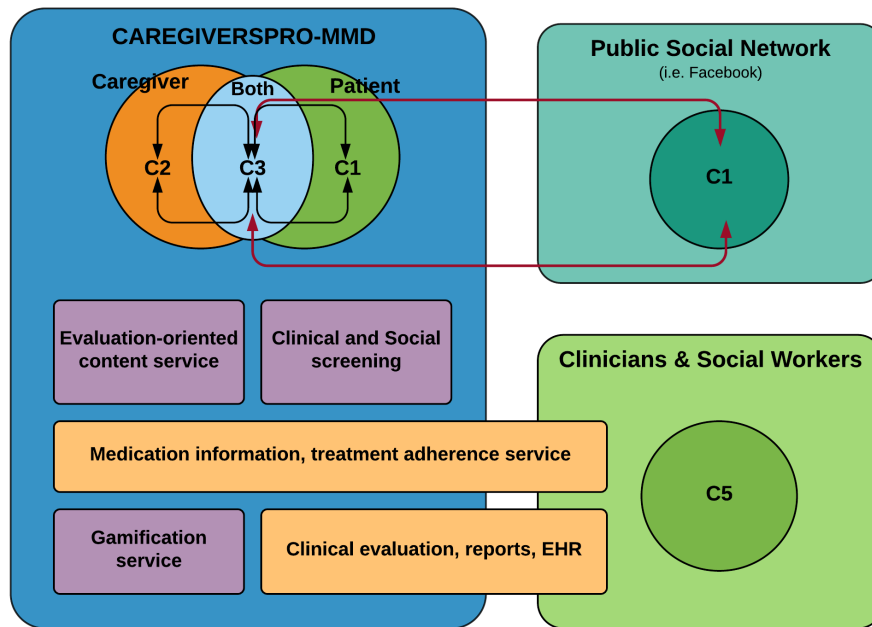 CAREGIVERSPRO-MMD
Caregiver
Both
Patient
C2
C3
C1
Public Social Network
(i.e. Facebook)
C1
Evaluation-oriented
content service
Clinical and Social
screening
Medication information, treatment adherence service
Gamification
service
Clinical evaluation, reports, EHR
Clinicians & Social Workers
C5